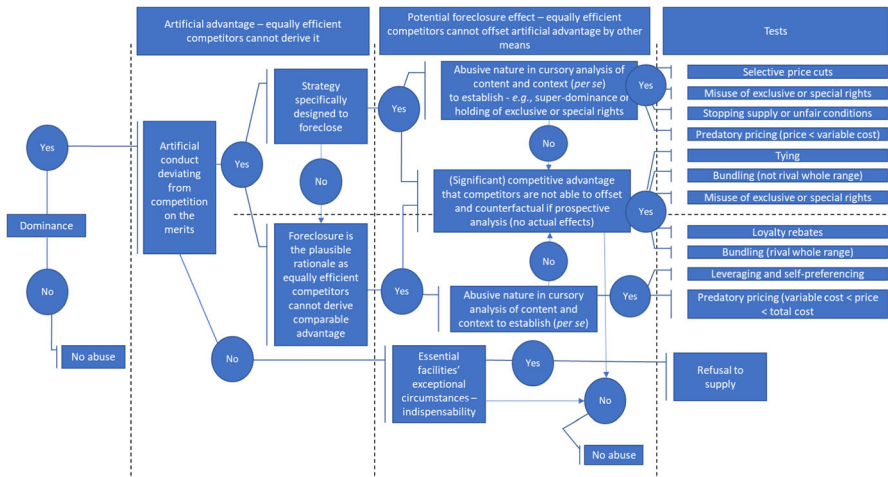 Artificial advantage – equally efficient
competitors cannot derive it
Potential foreclosure effect – equally efficient
competitors cannot offset artificial advantage by other
means
Tests
Dominance
Yes
No
No abuse
Artificial
conduct
deviating
from
competition
on the
merits
Yes
No
Strategy
specifically
designed to
foreclose
No
Foreclosure is
the plausible
rationale as
equally efficient
competitors
cannot derive
comparable
advantage
Yes
Yes
Abusive nature in cursory analysis of
content and context (per se)
to establish - e.g., super-dominance or
holding of exclusive or special rights
No
(Significant) competitive advantage
that competitors are not able to offset
and counterfactual if prospective
analysis (no actual effects)
No
Abusive nature in cursory
analysis of content and
context to establish (per se)
Essential
facilities’
exceptional
circumstances –
indispensability
Yes
No
No abuse
Yes
Yes
Yes
Selective price cuts
Misuse of exclusive or special rights
Stopping supply or unfair conditions
Predatory pricing (price < variable cost)
Tying
Bundling (not rival whole range)
Misuse of exclusive or special rights
Loyalty rebates
Bundling (rival whole range)
Leveraging and self-preferencing
Predatory pricing (variable cost < price
< total cost
Refusal to
supply